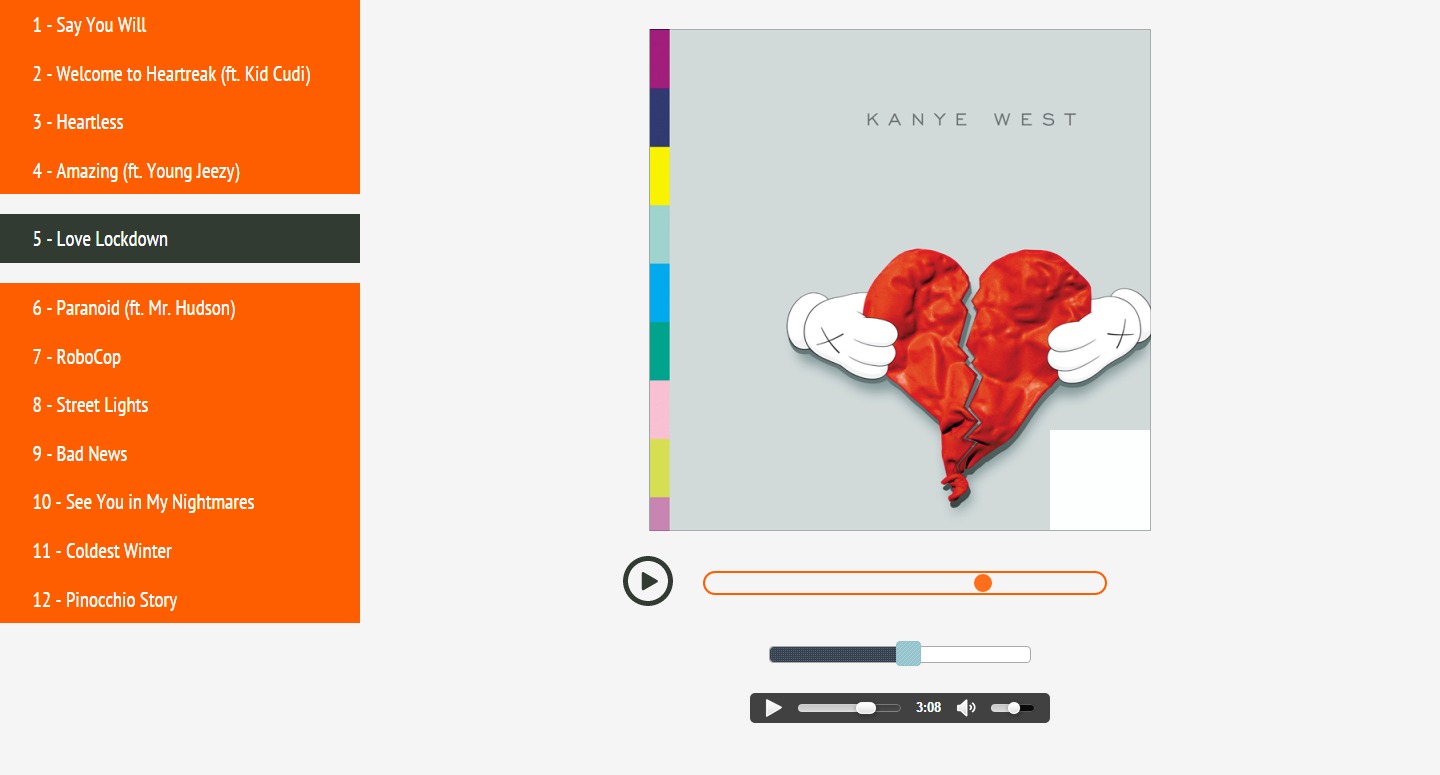 1 - Say You Will
2 - Welcome to Heartreak (ft. Kid Cudi)
3 - Heartless
4 - Amazing (ft. Young Jeezy)
5 - Love Lockdown
6 - Paranoid (ft. Mr. Hudson)
7 - RoboCop
8 - Street Lights
9 - Bad News
10 - See You in My Nightmares
11 - Coldest Winter
12 - Pinocchio Story
KANYE WEST
3:08